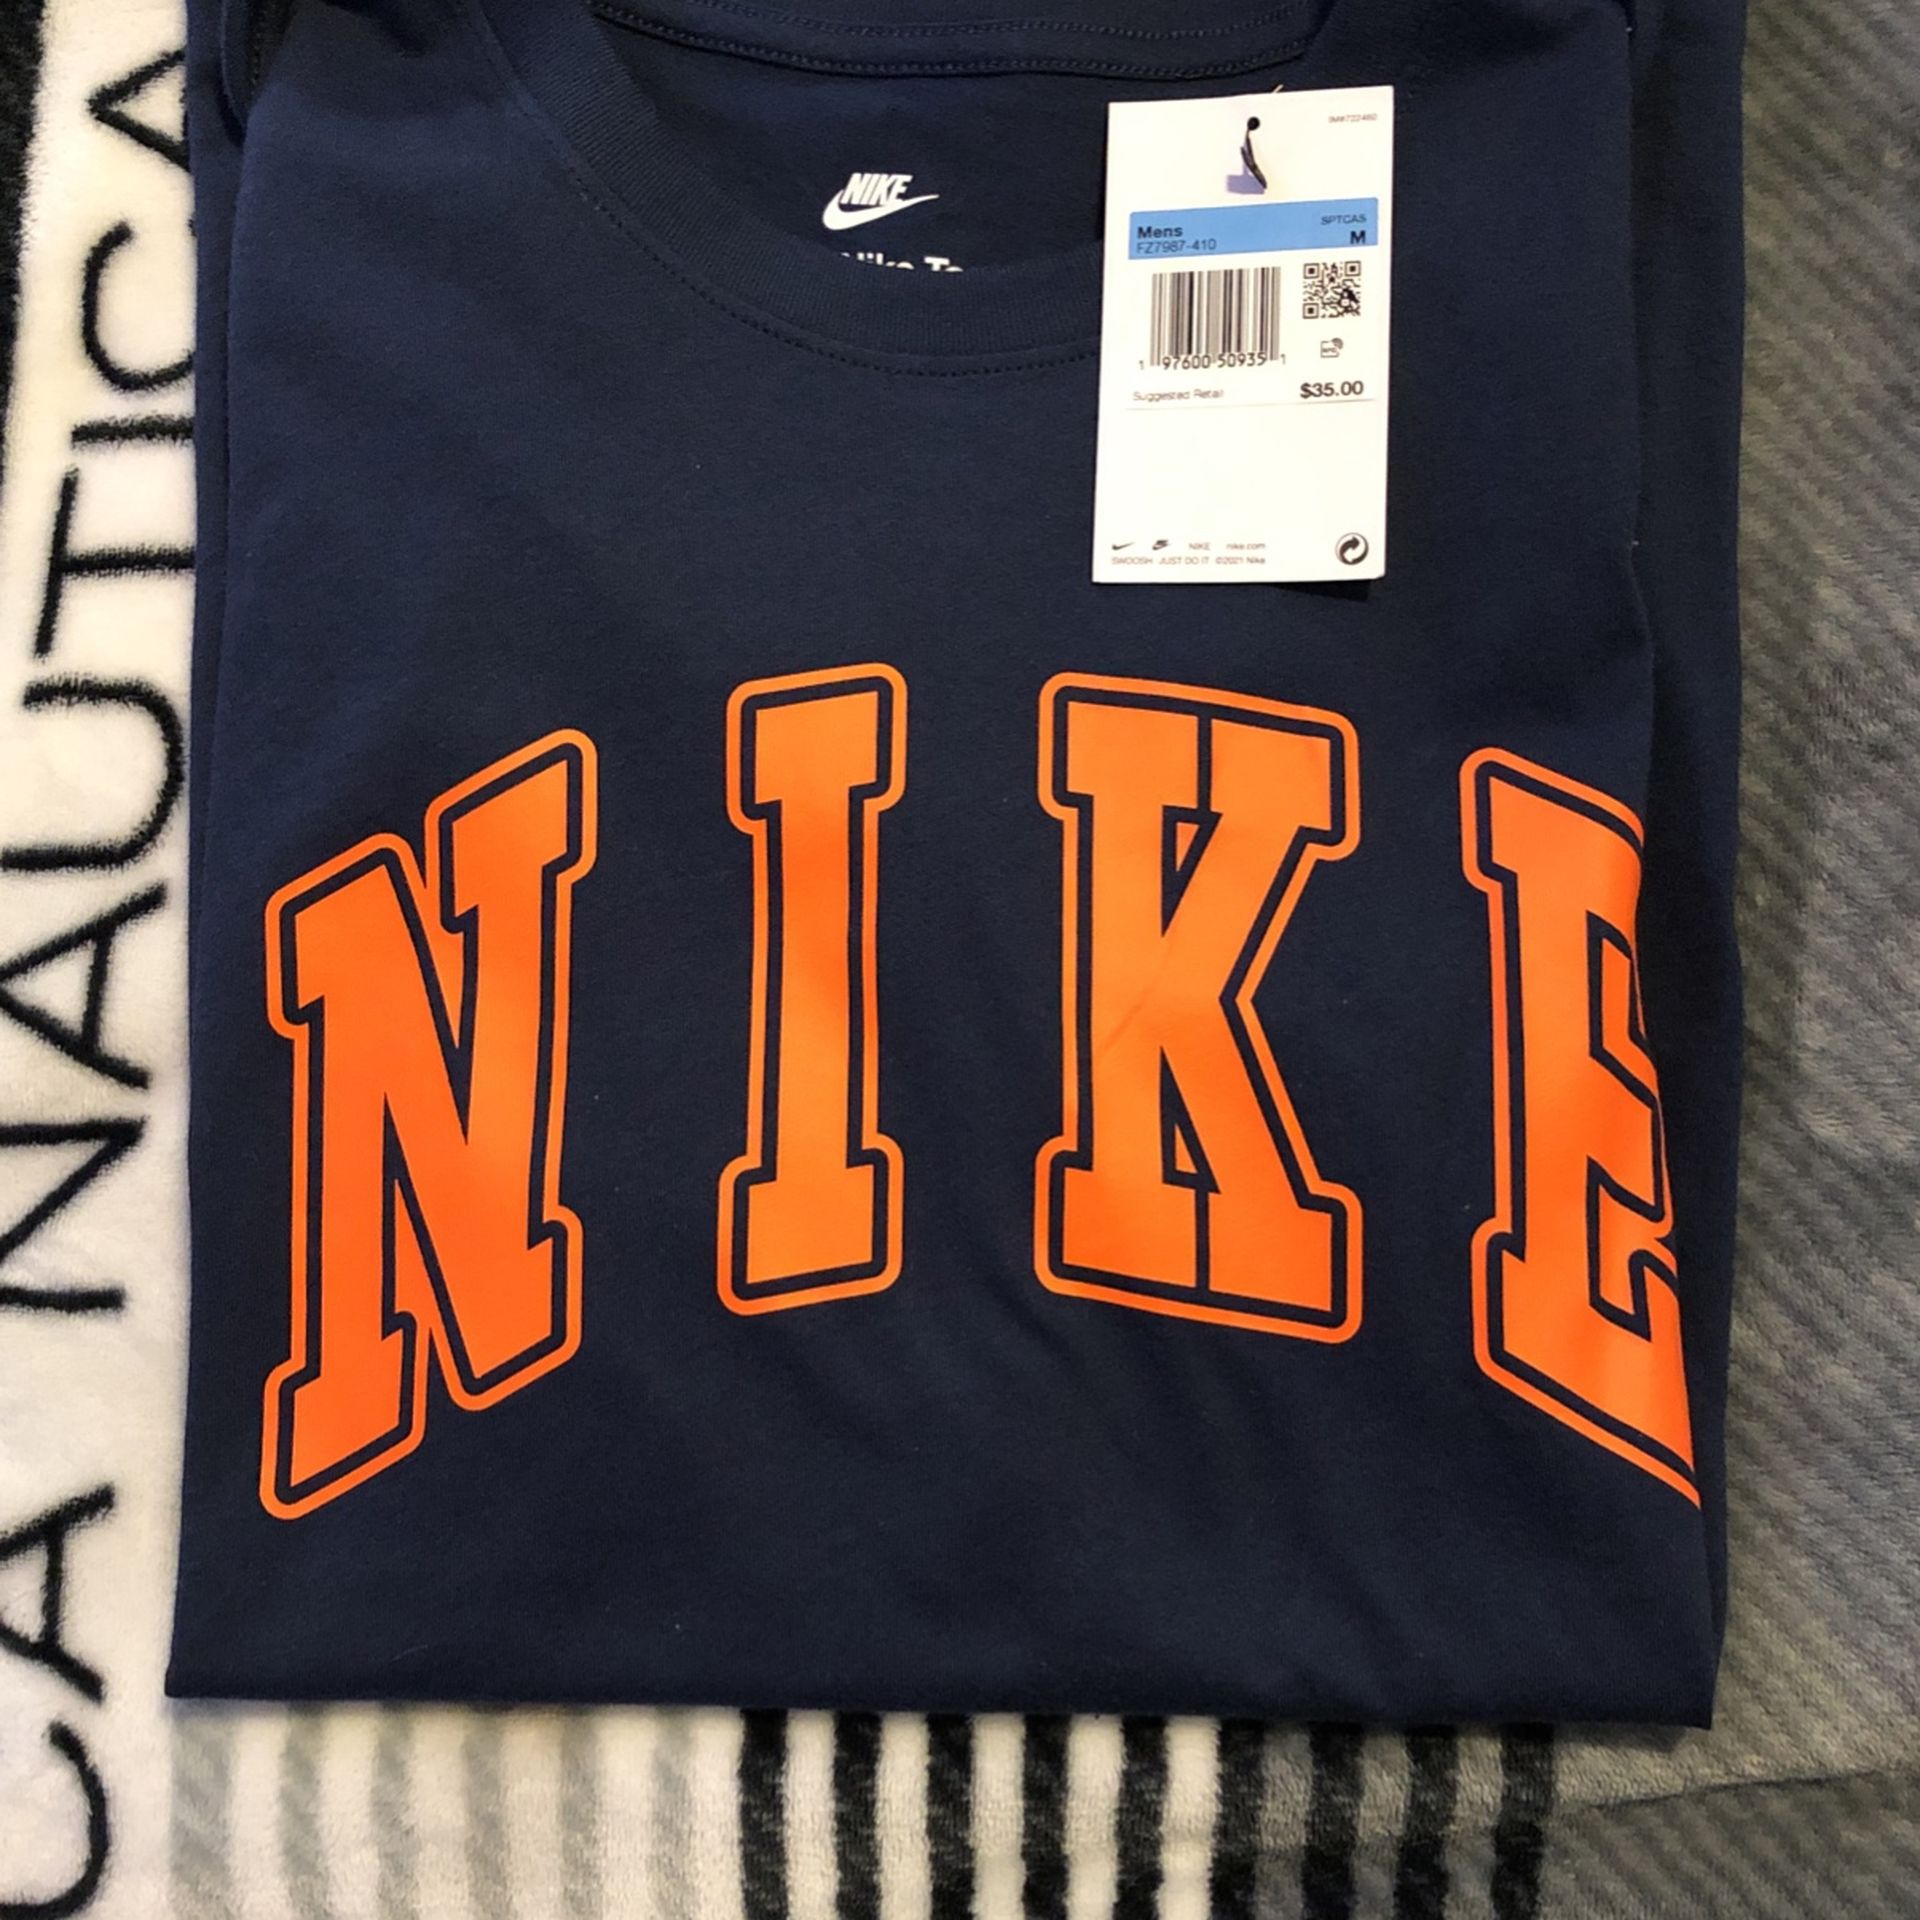 NIKE
SPTCAS
Mens
FZ7987-410
M
1 97600 50935 1
Suggested Retail $35.00
NIKE nike.com
SWOOSH JUST DO IT ©2021 Nike
NIKE
CA NAUTICA